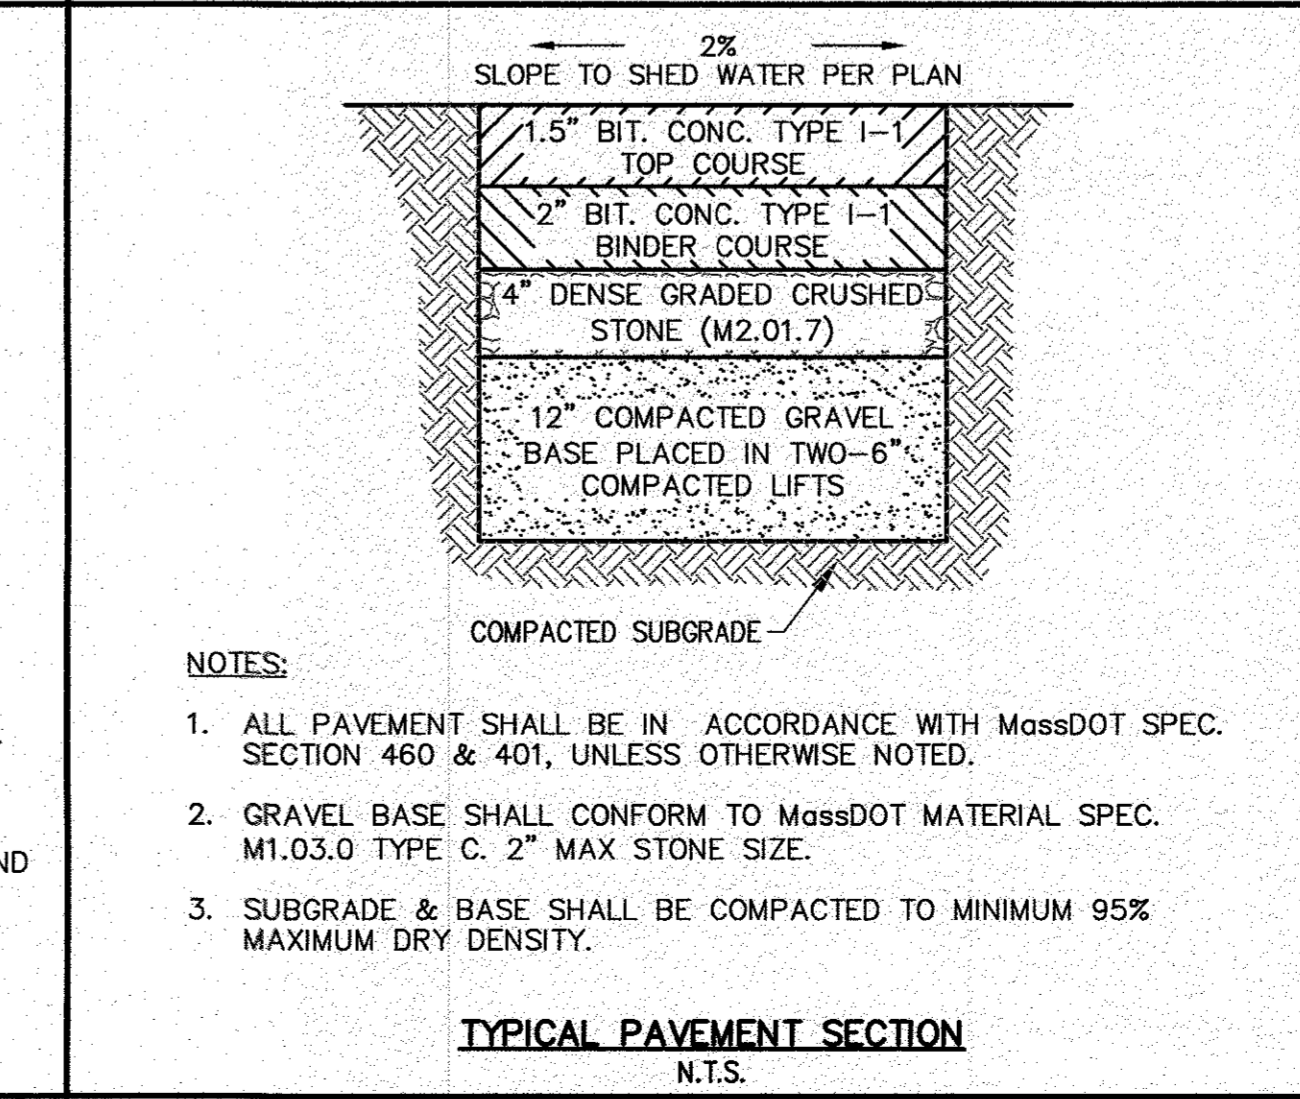 2%
SLOPE TO SHED WATER PER PLAN
1.5" BIT. CONC. TYPE I-1
TOP COURSE
2" BIT. CONC. TYPE I-1
BINDER COURSE
4" DENSE GRADED CRUSHED
STONE (M2.01.7)
12" COMPACTED GRAVEL
BASE PLACED IN TWO-6"
COMPACTED LIFTS
COMPACTED SUBGRADE
NOTES:
1. ALL PAVEMENT SHALL BE IN ACCORDANCE WITH MassDOT SPEC.
SECTION 460 & 401, UNLESS OTHERWISE NOTED.
2. GRAVEL BASE SHALL CONFORM TO MassDOT MATERIAL SPEC.
M1.03.0 TYPE C. 2" MAX STONE SIZE.
ND
3. SUBGRADE & BASE SHALL BE COMPACTED TO MINIMUM 95%
MAXIMUM DRY DENSITY.
TYPICAL PAVEMENT SECTION
N.T.S.